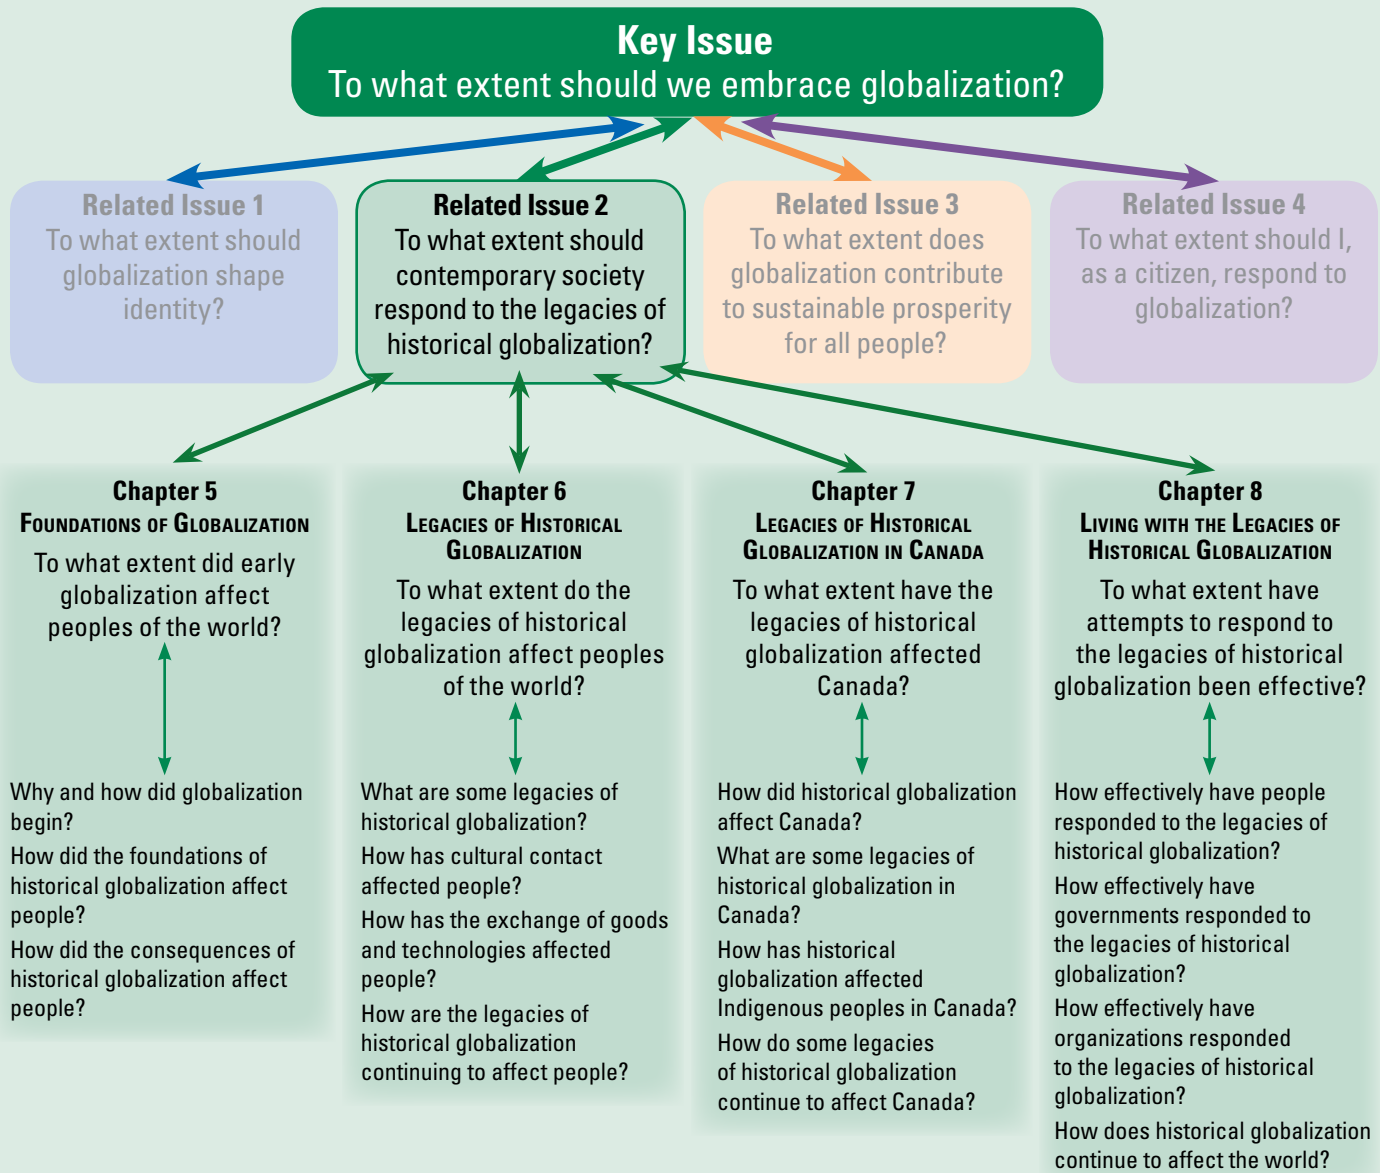 Key Issue
To what extent should we embrace globalization?
Related Issue 1
To what extent should
globalization shape
identity?
Related Issue 2
To what extent should
contemporary society
respond to the legacies of
historical globalization?
Related Issue 3
To what extent does
globalization contribute
to sustainable prosperity
for all people?
Related Issue 4
To what extent should I,
as a citizen, respond to
globalization?
Chapter 5
FOUNDATIONS OF GLOBALIZATION
To what extent did early
globalization affect
peoples of the world?
Why and how did globalization
begin?
How did the foundations of
historical globalization affect
people?
How did the consequences of
historical globalization affect
people?
Chapter 6
LEGACIES OF HISTORICAL
GLOBALIZATION
To what extent do the
legacies of historical
globalization affect peoples
of the world?
What are some legacies of
historical globalization?
How has cultural contact
affected people?
How has the exchange of goods
and technologies affected
people?
How are the legacies of
historical globalization
continuing to affect people?
Chapter 7
LEGACIES OF HISTORICAL
GLOBALIZATION IN CANADA
To what extent have the
legacies of historical
globalization affected
Canada?
How did historical globalization
affect Canada?
What are some legacies of
historical globalization in
Canada?
How has historical
globalization affected
Indigenous peoples in Canada?
How do some legacies
of historical globalization
continue to affect Canada?
Chapter 8
LIVING WITH THE LEGACIES OF
HISTORICAL GLOBALIZATION
To what extent have
attempts to respond to
the legacies of historical
globalization been effective?
How effectively have people
responded to the legacies of
historical globalization?
How effectively have
governments responded to
the legacies of historical
globalization?
How effectively have
organizations responded
to the legacies of historical
globalization?
How does historical globalization
continue to affect the world?